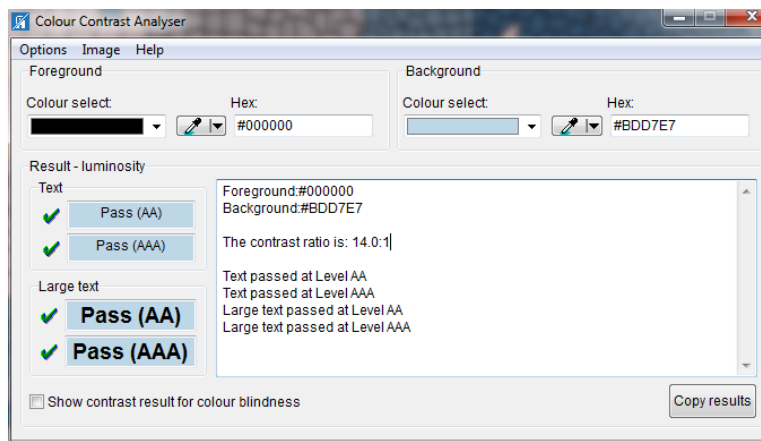 Colour Contrast Analyser
Options Image Help
Foreground
Colour select:
Hex:
#000000
Background
Colour select:
Hex:
#BDD7E7
Result - luminosity
Text
Pass (AA)
Pass (AAA)
Large text
Pass (AA)
Pass (AAA)
Foreground:#000000
Background:#BDD7E7
The contrast ratio is: 14.0:1
Text passed at Level AA
Text passed at Level AAA
Large text passed at Level AA
Large text passed at Level AAA
Show contrast result for colour blindness
Copy results